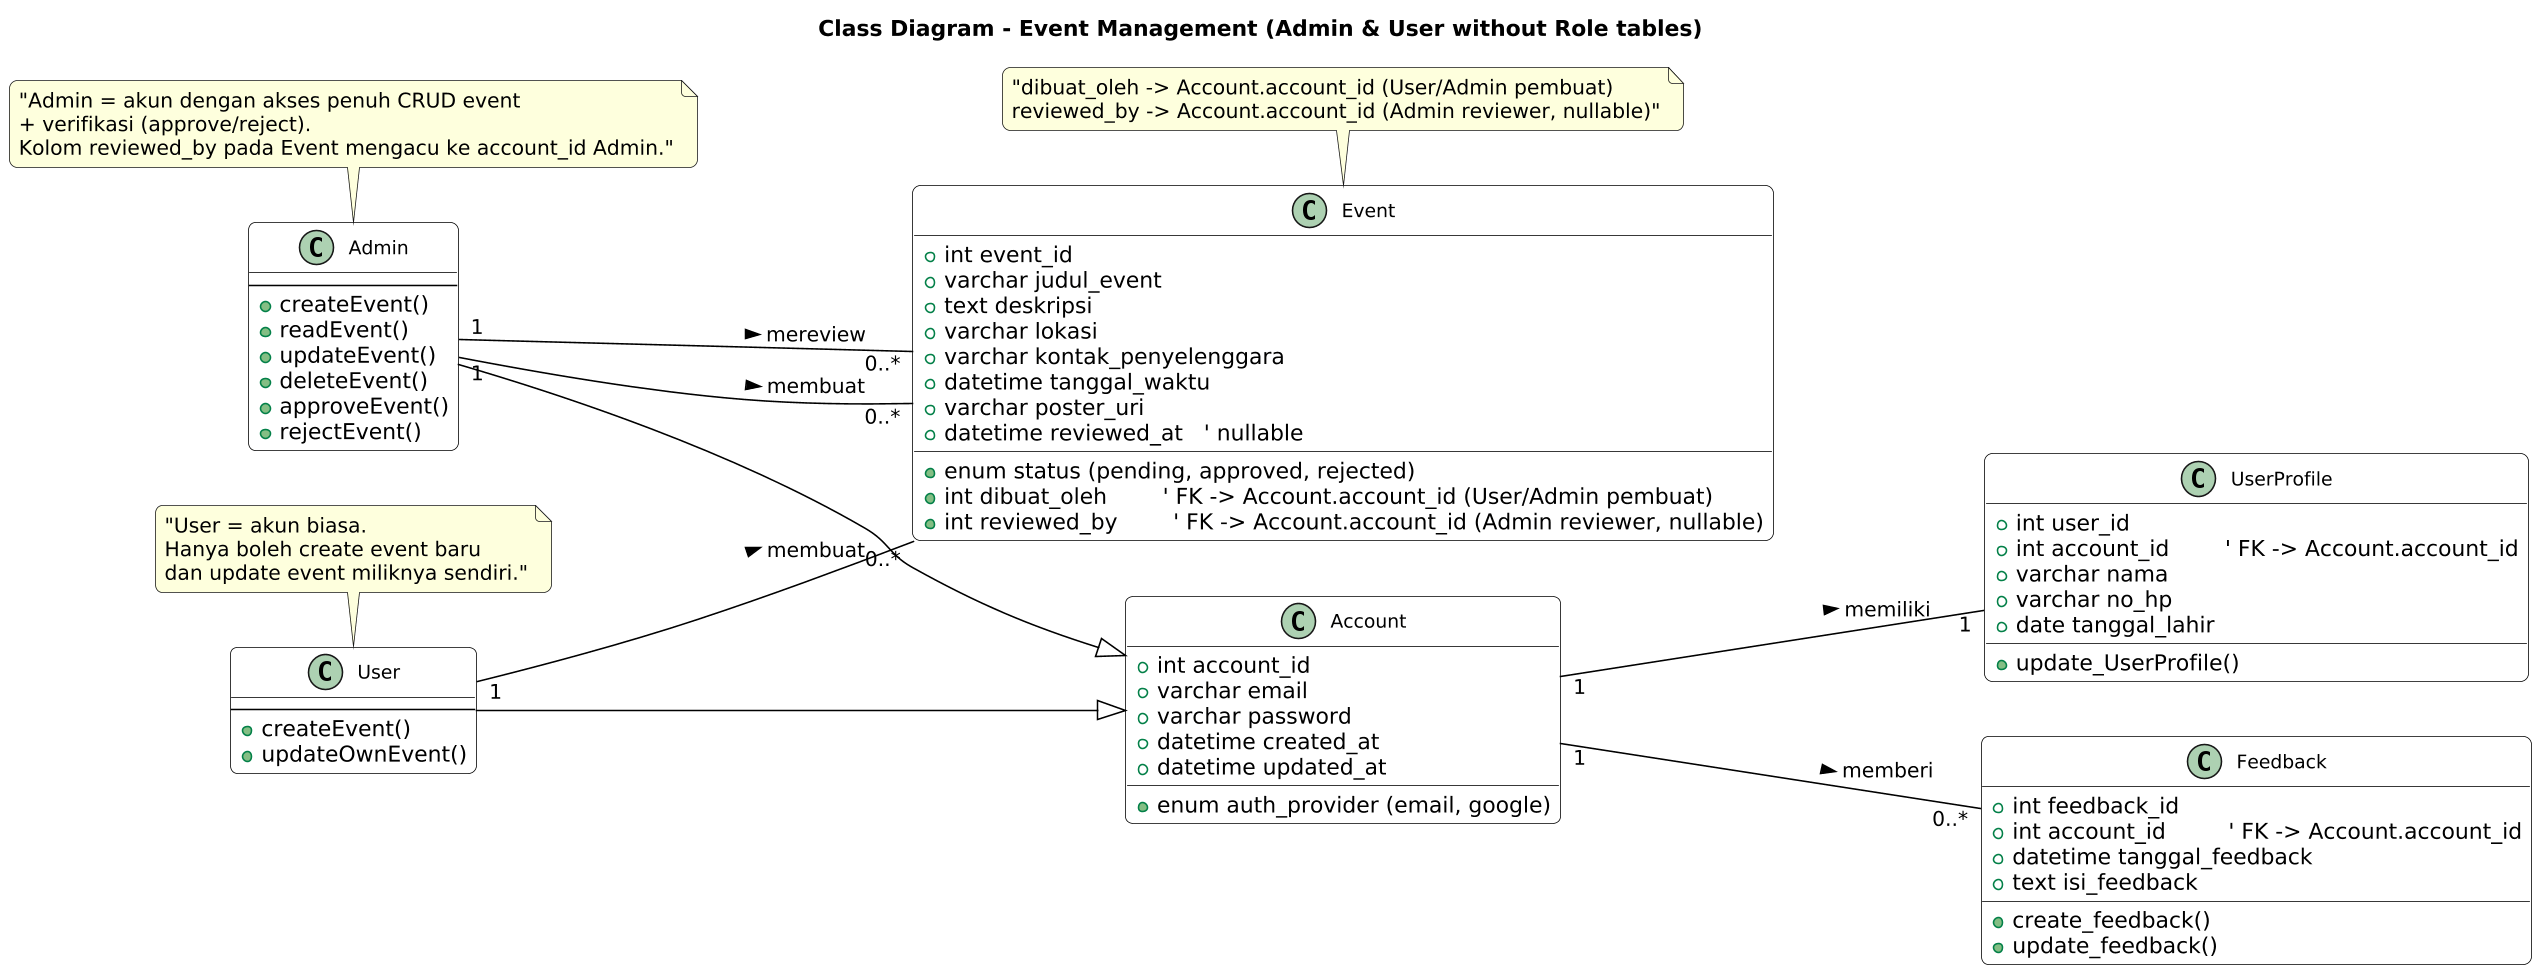 Class Diagram - Event Management (Admin & User without Role tables)
"Admin = akun dengan akses penuh CRUD event
+ verifikasi (approve/reject).
Kolom reviewed_by pada Event mengacu ke account_id Admin."
"dibuat_oleh -> Account.account_id (User/Admin pembuat)
reviewed_by -> Account.account_id (Admin reviewer, nullable)"
C Admin
createEvent()
readEvent()
updateEvent()
deleteEvent()
approveEvent()
rejectEvent()
1
mereview
0..*
1
membuat
0..*
C Event
int event_id
varchar judul_event
text deskripsi
varchar lokasi
varchar kontak_penyelenggara
datetime tanggal_waktu
varchar poster_uri
datetime reviewed_at ' nullable
enum status (pending, approved, rejected)
int dibuat_oleh ' FK -> Account.account_id (User/Admin pembuat)
int reviewed_by ' FK -> Account.account_id (Admin reviewer, nullable)
"User = akun biasa.
Hanya boleh create event baru
dan update event miliknya sendiri."
C User
createEvent()
updateOwnEvent()
1
membuat
0..*
C Account
int account_id
varchar email
varchar password
datetime created_at
datetime updated_at
enum auth_provider (email, google)
1
memiliki
1
1
memberi
0..*
C UserProfile
int user_id
int account_id ' FK -> Account.account_id
varchar nama
varchar no_hp
date tanggal_lahir
update_UserProfile()
C Feedback
int feedback_id
int account_id ' FK -> Account.account_id
datetime tanggal_feedback
text isi_feedback
create_feedback()
update_feedback()